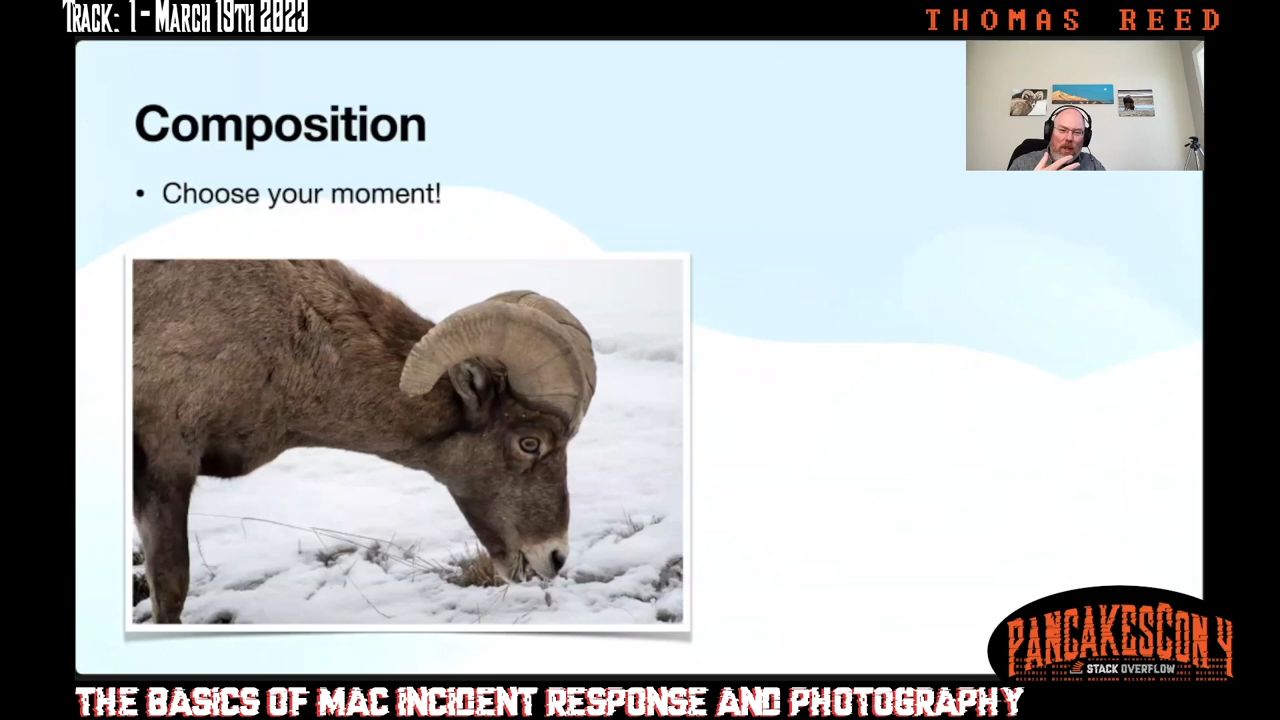 TRACK: 1 - MARCH 19TH 2023
THOMAS REED
Composition
• Choose your moment!
PANCAKESCON 4
STACK OVERFLOW
THE BASICS OF MAC INCIDENT RESPONSE AND PHOTOGRAPHY